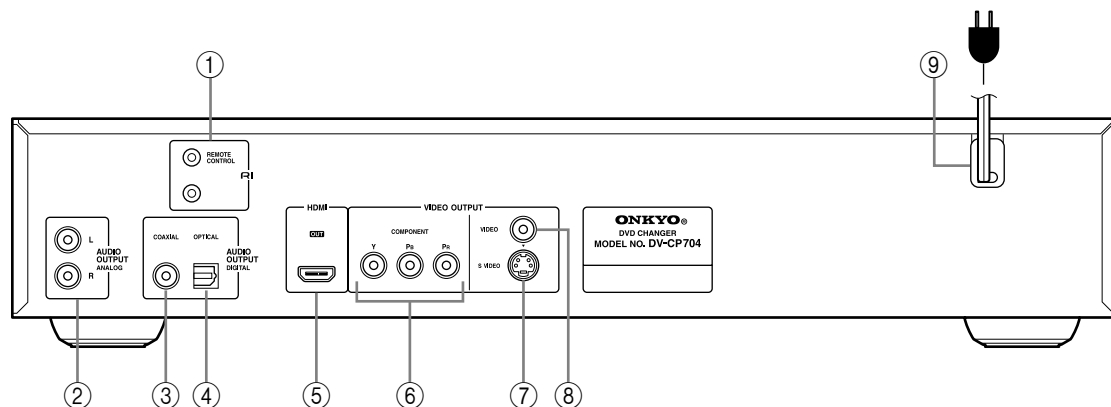 ①
⑨
REMOTE
CONTROL
RI
HDMI
VIDEO OUTPUT
ONKYO®
DVD CHANGER
MODEL NO. DV-CP704
L
R
AUDIO
OUTPUT
ANALOG
COAXIAL
OPTICAL
AUDIO
OUTPUT
DIGITAL
OUT
COMPONENT
Y
PB
PR
VIDEO
S VIDEO
②
③
④
⑤
⑥
⑦
⑧